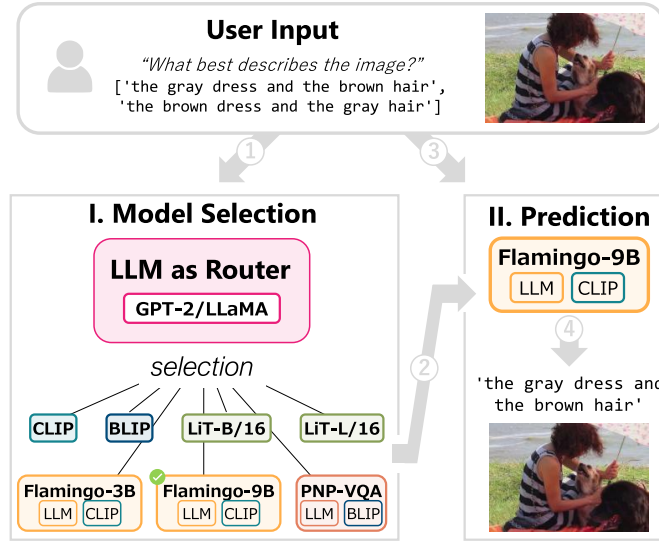 User Input
“What best describes the image?”
['the gray dress and the brown hair',
'the brown dress and the gray hair']
1
3
I. Model Selection
LLM as Router
GPT-2/LLaMA
selection
CLIP
BLIP
LiT-B/16
LiT-L/16
Flamingo-3B
LLM
CLIP
Flamingo-9B
LLM
CLIP
PNP-VQA
LLM
BLIP
2
II. Prediction
Flamingo-9B
LLM
CLIP
4
'the gray dress and
the brown hair'